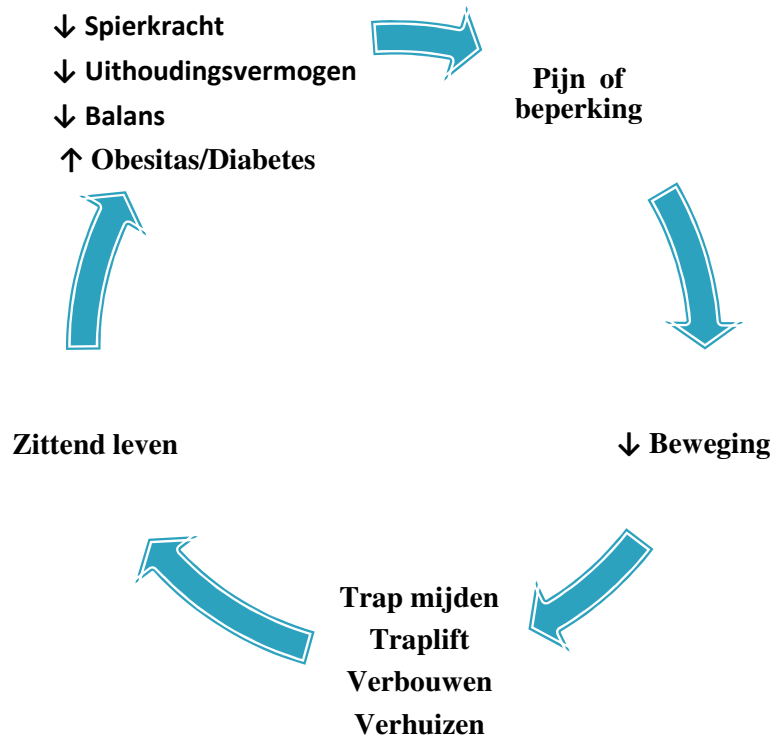 ↓ Spierkracht
↓ Uithoudingsvermogen
↓ Balans
↑ Obesitas/Diabetes
Pijn of
beperking
↓ Beweging
Trap mijden
Traplift
Verbouwen
Verhuizen
Zittend leven